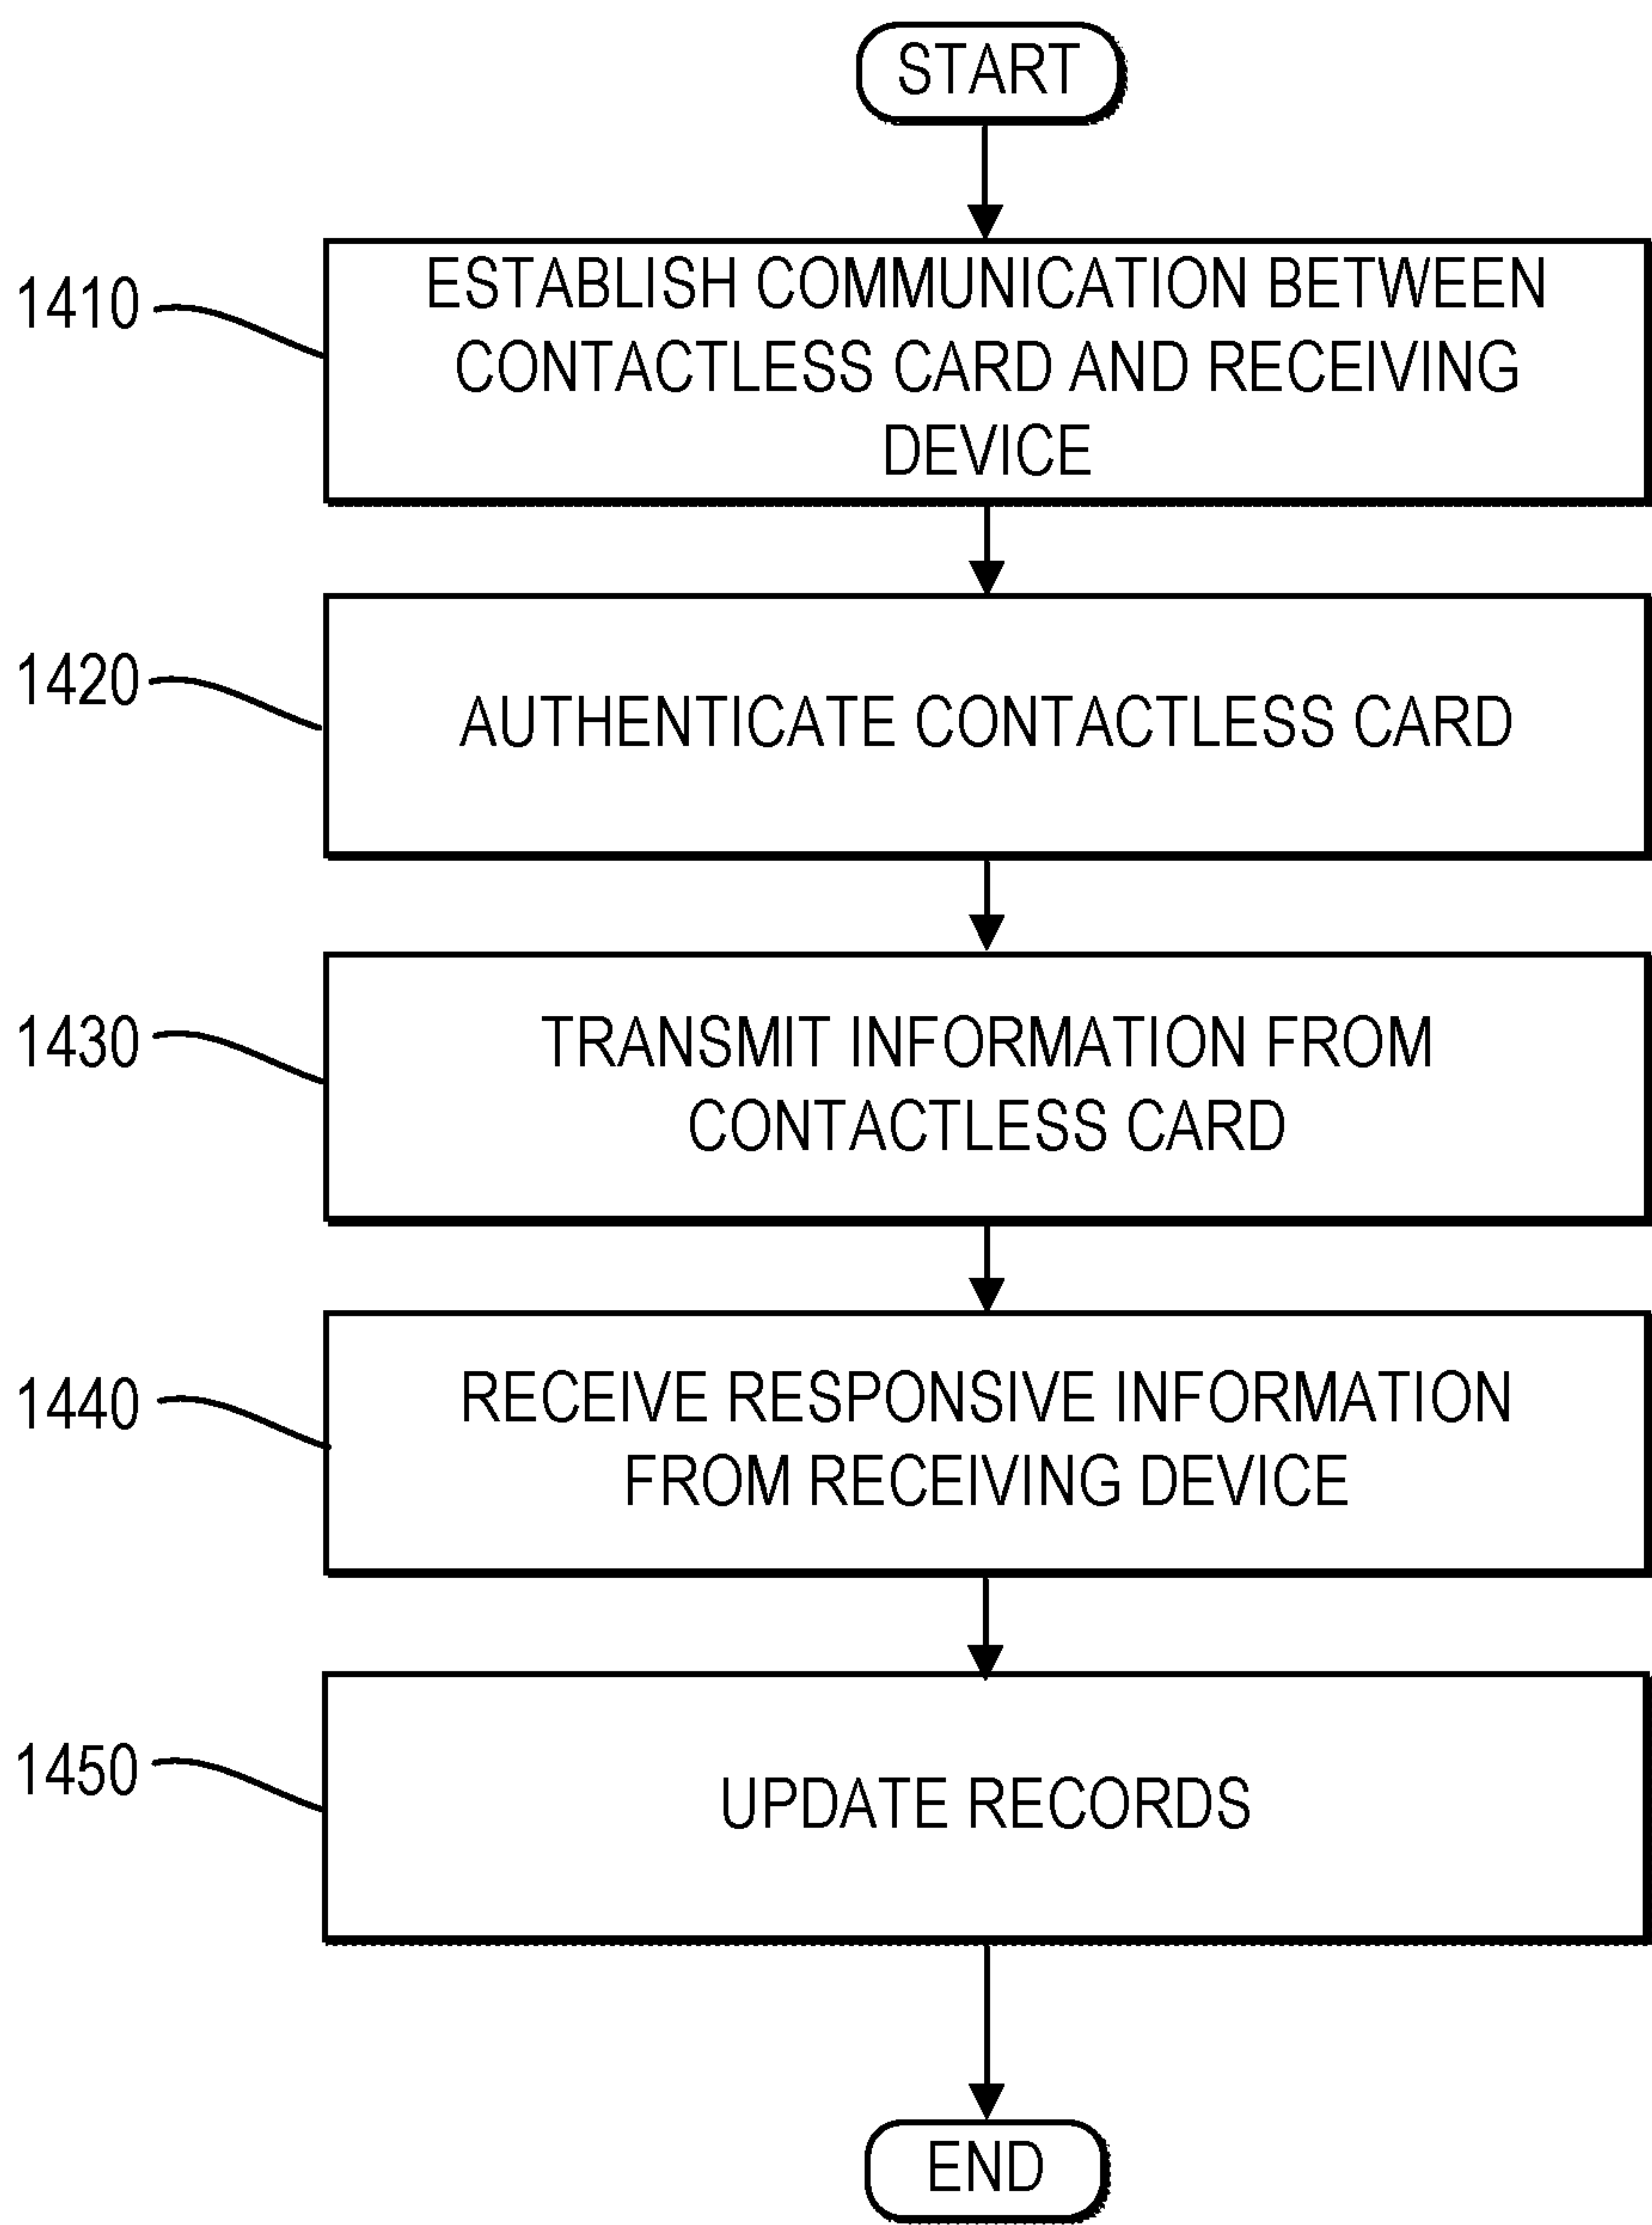 START
1410
ESTABLISH COMMUNICATION BETWEEN
CONTACTLESS CARD AND RECEIVING
DEVICE
1420
AUTHENTICATE CONTACTLESS CARD
1430
TRANSMIT INFORMATION FROM
CONTACTLESS CARD
1440
RECEIVE RESPONSIVE INFORMATION
FROM RECEIVING DEVICE
1450
UPDATE RECORDS
END